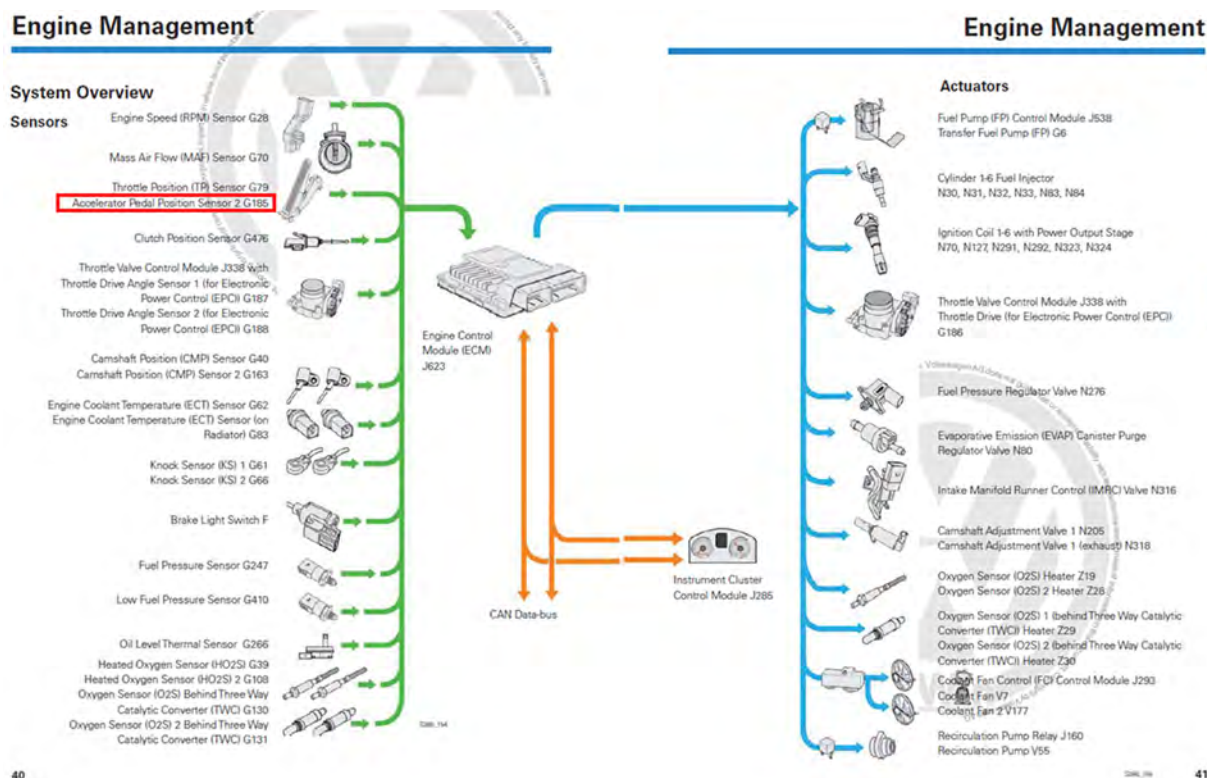 Engine Management
System Overview
Sensors
Engine Speed (RPM) Sensor G28
Mass Air Flow (MAF) Sensor G70
Throttle Position (TP) Sensor G79
Accelerator Pedal Position Sensor 2 G185
Clutch Position Sensor G476
Throttle Valve Control Module J338 with
Throttle Drive Angle Sensor 1 (for Electronic
Power Control (EPC)) G187
Throttle Drive Angle Sensor 2 (for Electronic
Power Control (EPC)) G188
Camshaft Position (CMP) Sensor G40
Camshaft Position (CMP) Sensor 2 G163
Engine Coolant Temperature (ECT) Sensor G62
Engine Coolant Temperature (ECT) Sensor (on
Radiator) G83
Knock Sensor (KS) 1 G61
Knock Sensor (KS) 2 G66
Brake Light Switch F
Fuel Pressure Sensor G247
Low Fuel Pressure Sensor G410
Oil Level Thermal Sensor G266
Heated Oxygen Sensor (HO2S) G39
Heated Oxygen Sensor (HO2S) 2 G108
Oxygen Sensor (O2S) Behind Three Way
Catalytic Converter (TWC) G130
Oxygen Sensor (O2S) 2 Behind Three Way
Catalytic Converter (TWC) G131
40
Engine Control
Module (ECM)
J623
CAN Data-bus
Instrument Cluster
Control Module J285
Engine Management
Actuators
Fuel Pump (FP) Control Module J538
Transfer Fuel Pump (FP) G6
Cylinder 1-6 Fuel Injector
N30, N31, N32, N33, N83, N84
Ignition Coil 1-6 with Power Output Stage
N70, N127, N291, N292, N323, N324
Throttle Valve Control Module J338 with
Throttle Drive (for Electronic Power Control (EPC))
G186
Fuel Pressure Regulator Valve N276
Evaporative Emission (EVAP) Canister Purge
Regulator Valve N80
Intake Manifold Runner Control (IMRC) Valve N316
Camshaft Adjustment Valve 1 N205
Camshaft Adjustment Valve 1 (exhaust) N318
Oxygen Sensor (O2S) Heater Z19
Oxygen Sensor (O2S) 2 Heater Z28
Oxygen Sensor (O2S) 1 (behind Three Way Catalytic
Converter (TWC)) Heater Z29
Oxygen Sensor (O2S) 2 (behind Three Way Catalytic
Converter (TWC)) Heater Z30
Coolant Fan Control (FC) Control Module J293
Coolant Fan V7
Coolant Fan 2 V177
Recirculation Pump Relay J160
Recirculation Pump V55
41